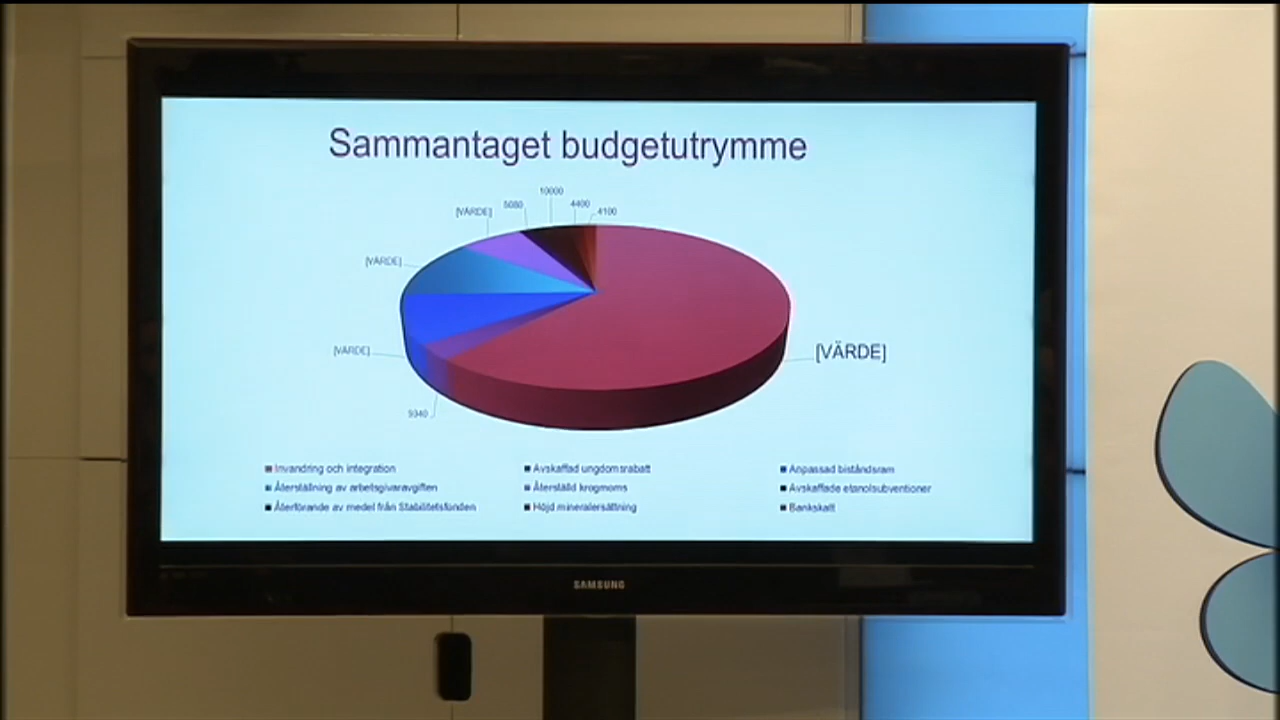 Sammantaget budgetutrymme
10000
[VÄRDE] 5080 4400 4100
[VÄRDE]
[VÄRDE] [VÄRDE]
9340
Invandring och integration Avskaffad ungdomsrabatt Anpassad biståndsram
Återställning av arbetsgivaravgiften Återställd krogmoms Avskaffade etanolsubventioner
Återförande av medel från Stabilitetsfonden Höjd mineralersättning Bankskatt
SAMSUNG